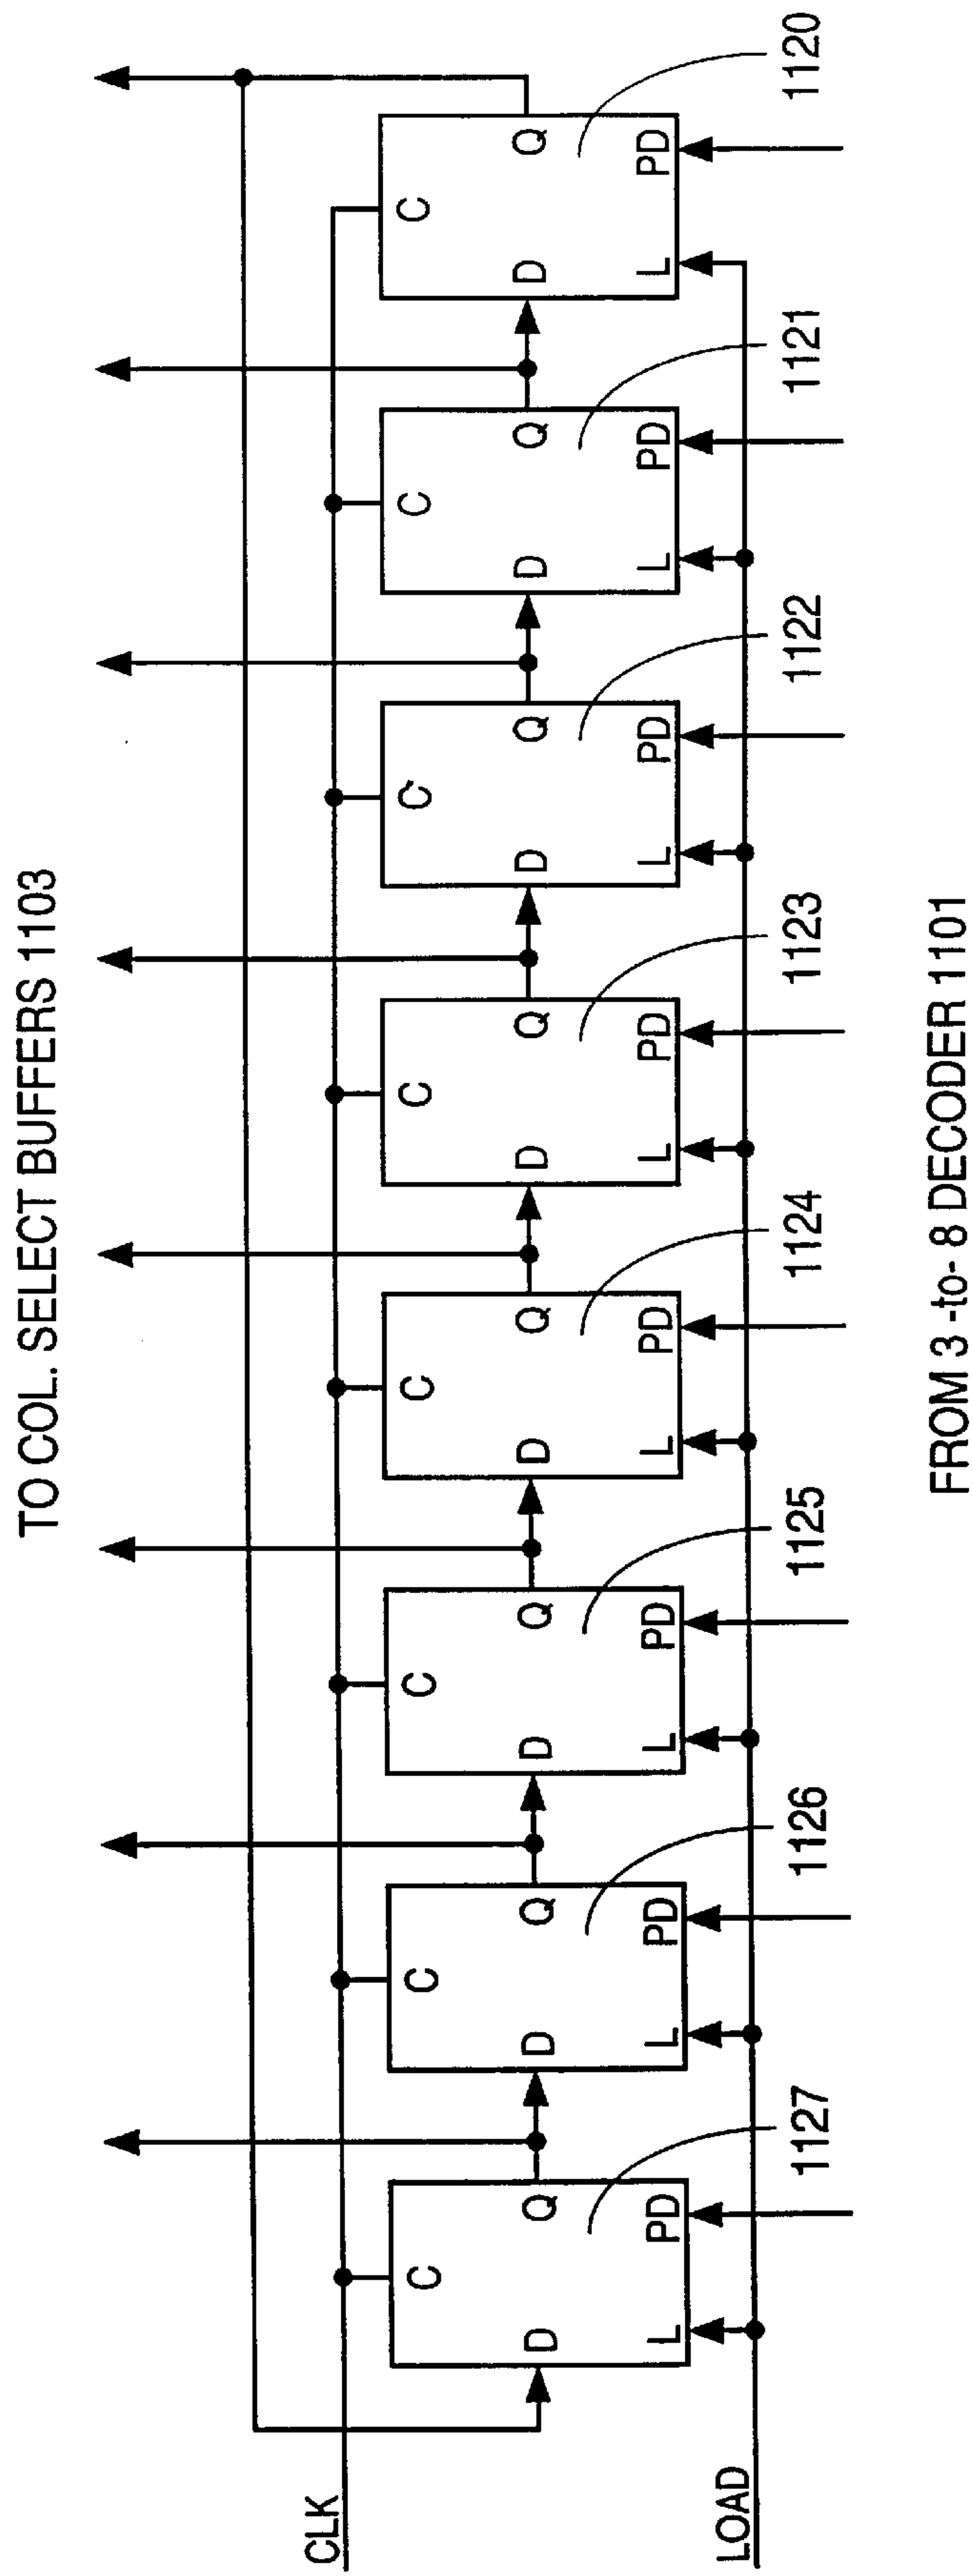 TO COL. SELECT BUFFERS 1103
CLK
C C C C C C C C
D Q D Q D Q D Q D Q D Q D Q D Q
L PD L PD L PD L PD L PD L PD L PD L PD
LOAD
1127 1126 1125 1124 1123 1122 1121 1120
FROM 3 -to- 8 DECODER 1101